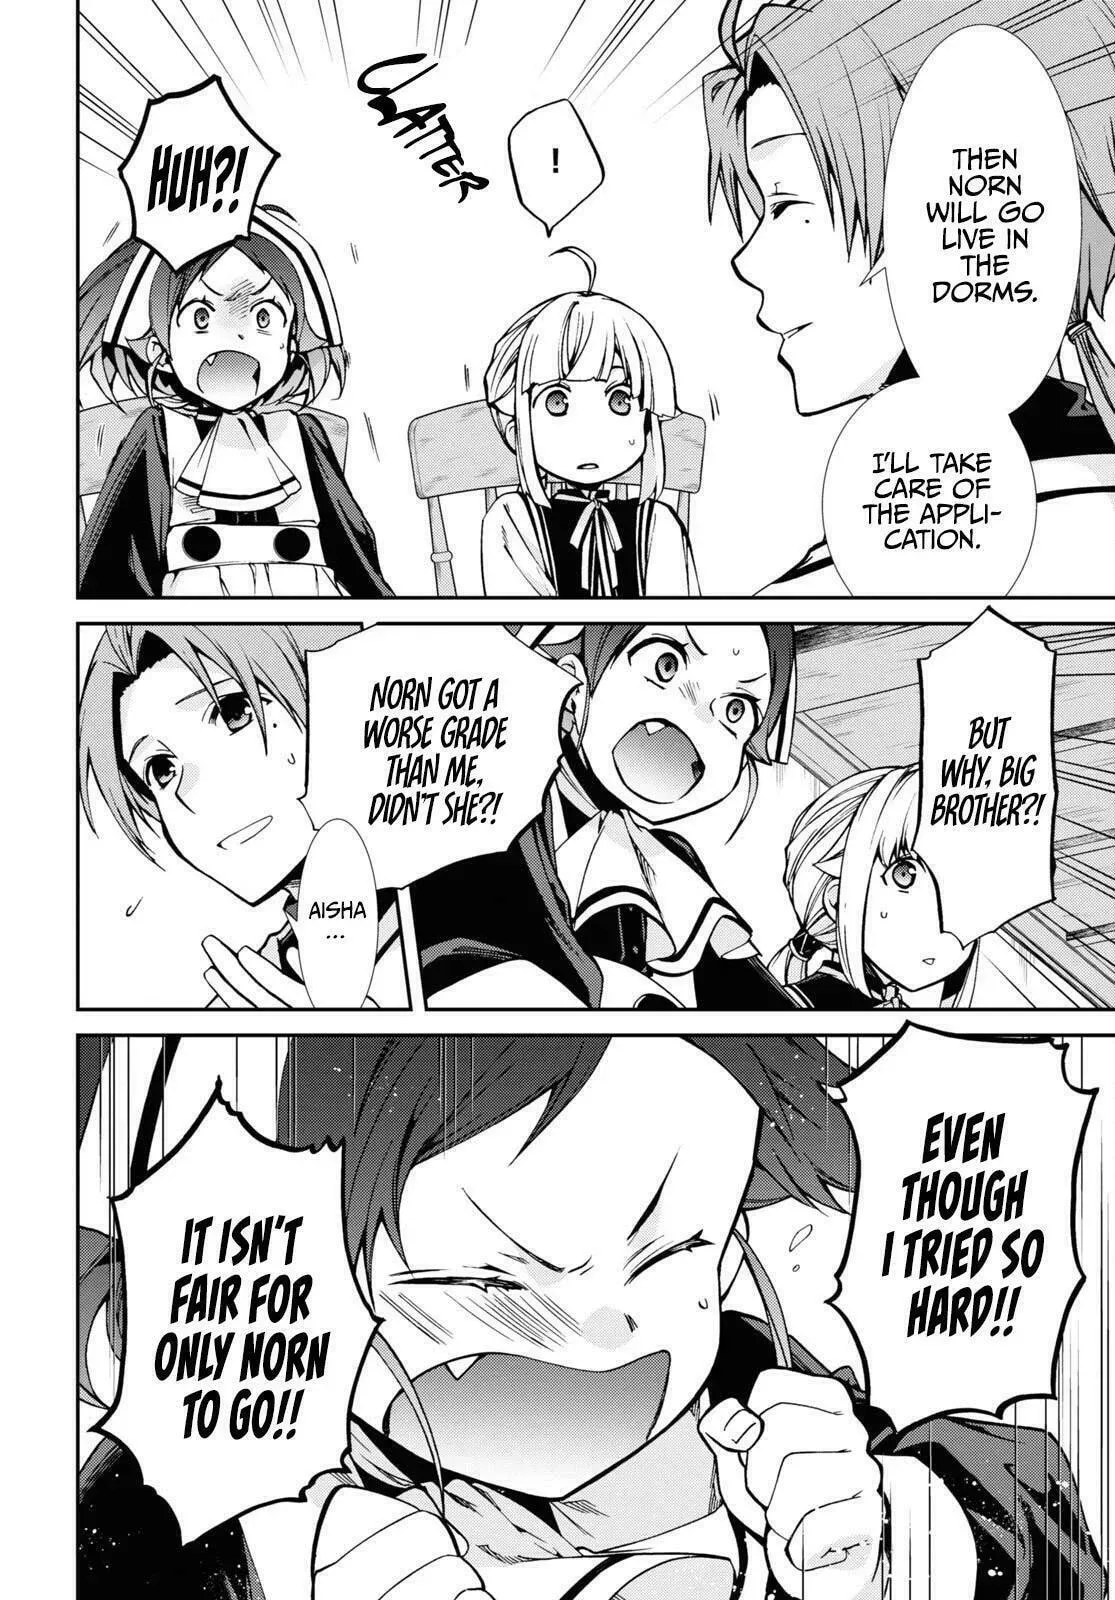 THEN
NORN
WILL GO
LIVE IN
THE
DORMS.
I'LL TAKE
CARE OF
THE APPLI-
CATION.
!
CLATTER
HUH?!
BUT
WHY, BIG
BROTHER?!
NORN GOT A
WORSE GRADE
THAN ME,
DIDN'T SHE?!
AISHA
...
EVEN
THOUGH
I TRIED SO
HARD!!
IT ISN'T
FAIR FOR
ONLY NORN
TO GO!!